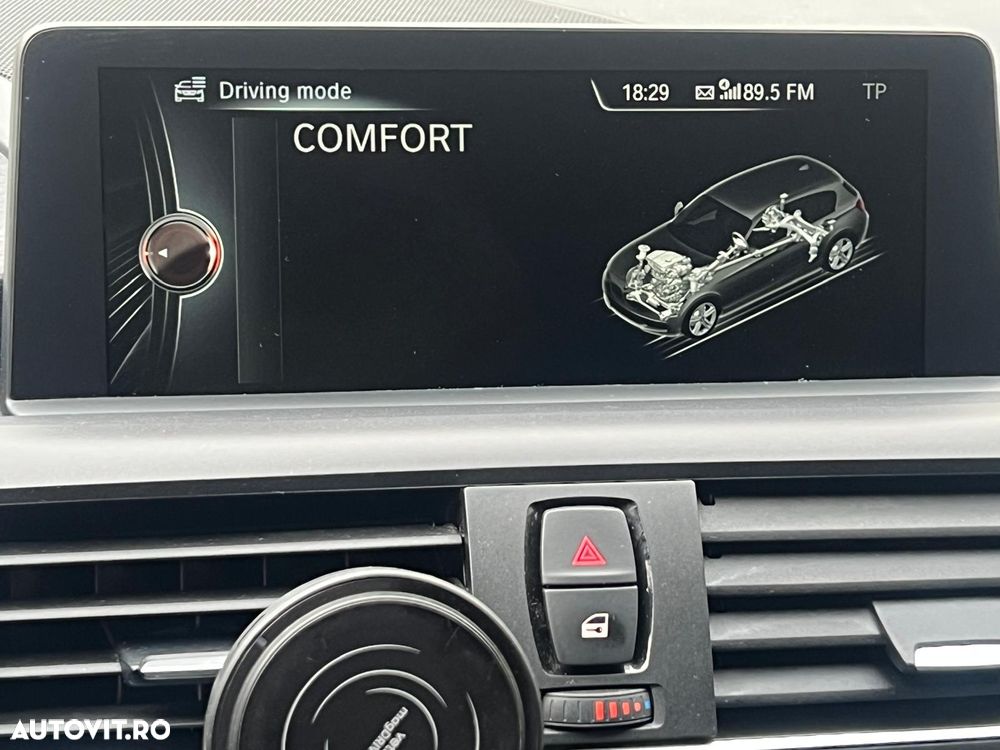 Driving mode
18:29
89.5 FM
TP
COMFORT
AUTOVIT.RO